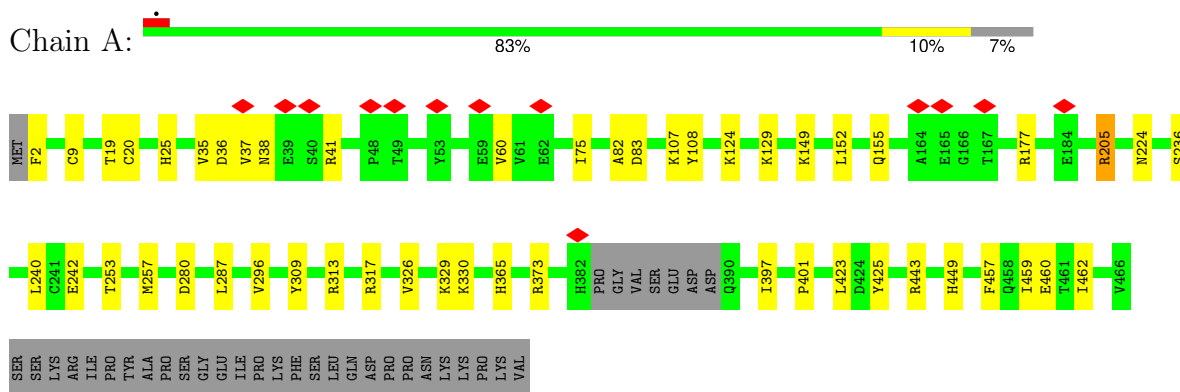 Chain A:
83% 10% 7%
MET F2 C9 T19 C20 H25 V35 D36 V37 N38 E39 S40 R41 P48 T49 Y53 E59 V60 V61 E62 I75 A82 D83 K107 Y108 K124 K129 K149 L152 Q155 A164 E165 G166 T167 R177 E184 R205 N224 S236
L240 C241 E242 T253 M257 D280 L287 V296 Y309 R313 R317 V326 K329 K330 H365 R373 H382 PRO GLY VAL SER GLU ASP ASP Q390 I397 P401 L423 D424 Y425 R443 H449 F457 Q458 I459 E460 T461 I462 V466
SER SER LYS ARG ILE PRO TYR ALA PRO SER GLY GLU ILE PRO LYS PHE SER LEU GLN ASP PRO PRO ASN LYS LYS PRO LYS VAL